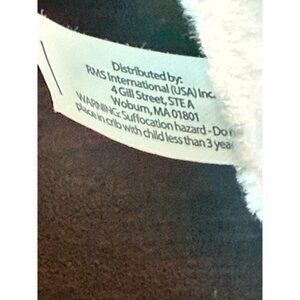 Distributed by:
RMS International (USA) Inc.
4 Gill Street, STE A
Woburn, MA 01801
WARNING: Suffocation hazard - Do
place in crib with child less than 3